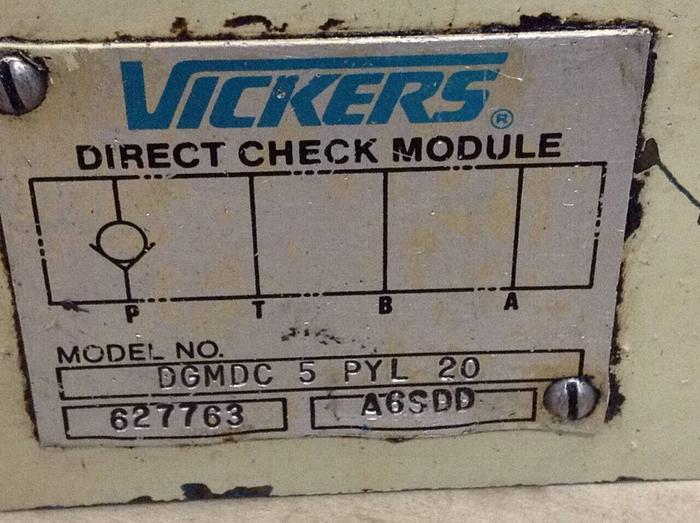 VICKERS®
DIRECT CHECK MODULE
P T B A
MODEL NO.
DGMDC 5 PYL 20
627763 A6SDD